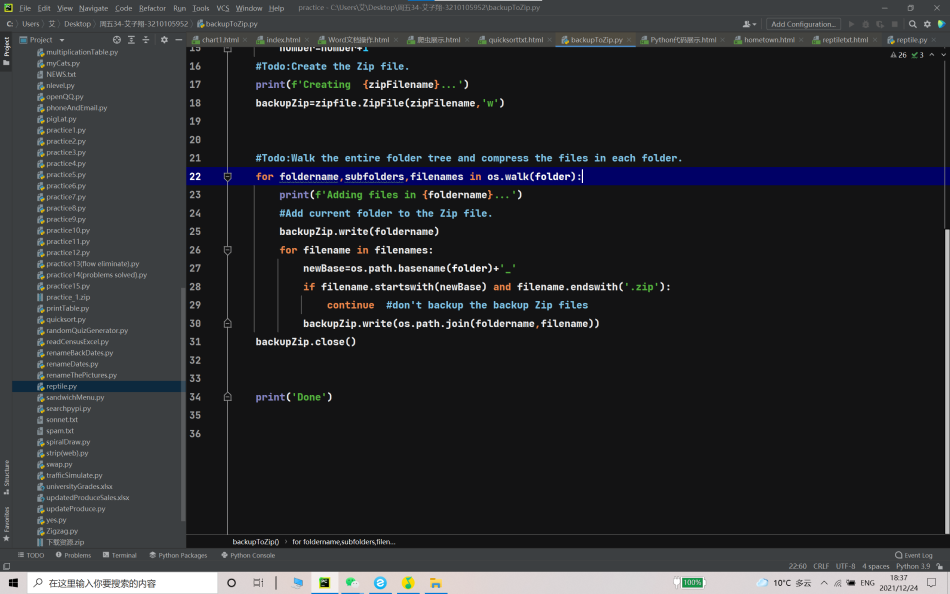 File Edit View Navigate Code Refactor Run Tools VCS Window Help practice - C:\Users\艾\Desktop\周五34-艾子翔-3210105952\backupToZip.py
C: Users 艾 Desktop 周五34-艾子翔-3210105952 backupToZip.py Add Configuration...
Project chart11.html index.html Word文档操作.html 爬虫展示.html quicksorttxt.html backupToZip.py Python代码展示.html hometown.html reptiletxt.html reptile.py
Project
Structure
Favorites
multiplicationTable.py
myCats.py
NEWS.txt
nlevel.py
openQQ.py
phoneAndEmail.py
pigLat.py
practice1.py
practice2.py
practice3.py
practice4.py
practice5.py
practice6.py
practice7.py
practice8.py
practice9.py
practice10.py
practice11.py
practice12.py
practice13(flow eliminate).py
practice14(problems solved).py
practice15.py
practice_1.zip
printTable.py
quicksort.py
randomQuizGenerator.py
readCensusExcel.py
renameBackDates.py
renameDates.py
renameThePictures.py
reptile.py
sandwichMenu.py
searchpypi.py
sonnet.txt
spam.txt
spiralDraw.py
strip(web).py
swap.py
trafficSimulate.py
universityGrades.xlsx
updatedProduceSales.xlsx
updateProduce.py
yes.py
Zigzag.py
下载资源.zip
26 3
15 number=number+1
16 #Todo:Create the Zip file.
17 print(f'Creating {zipFilename}...')
18 backupZip=zipfile.ZipFile(zipFilename,'w')
19
20
21 #Todo:Walk the entire folder tree and compress the files in each folder.
22 for foldername,subfolders,filenames in os.walk(folder):
23 print(f'Adding files in {foldername}...')
24 #Add current folder to the Zip file.
25 backupZip.write(foldername)
26 for filename in filenames:
27 newBase=os.path.basename(folder)+'_'
28 if filename.startswith(newBase) and filename.endswith('.zip'):
29 continue #don't backup the backup Zip files
30 backupZip.write(os.path.join(foldername,filename))
31 backupZip.close()
32
33
34 print('Done')
35
36
backupToZip() for foldername,subfolders,filen...
TODO Problems Terminal Python Packages Python Console Event Log
22:60 CRLF UTF-8 4 spaces Python 3.9
在这里输入你要搜索的内容 100% 10°C 多云 ENG 18:37
2021/12/24